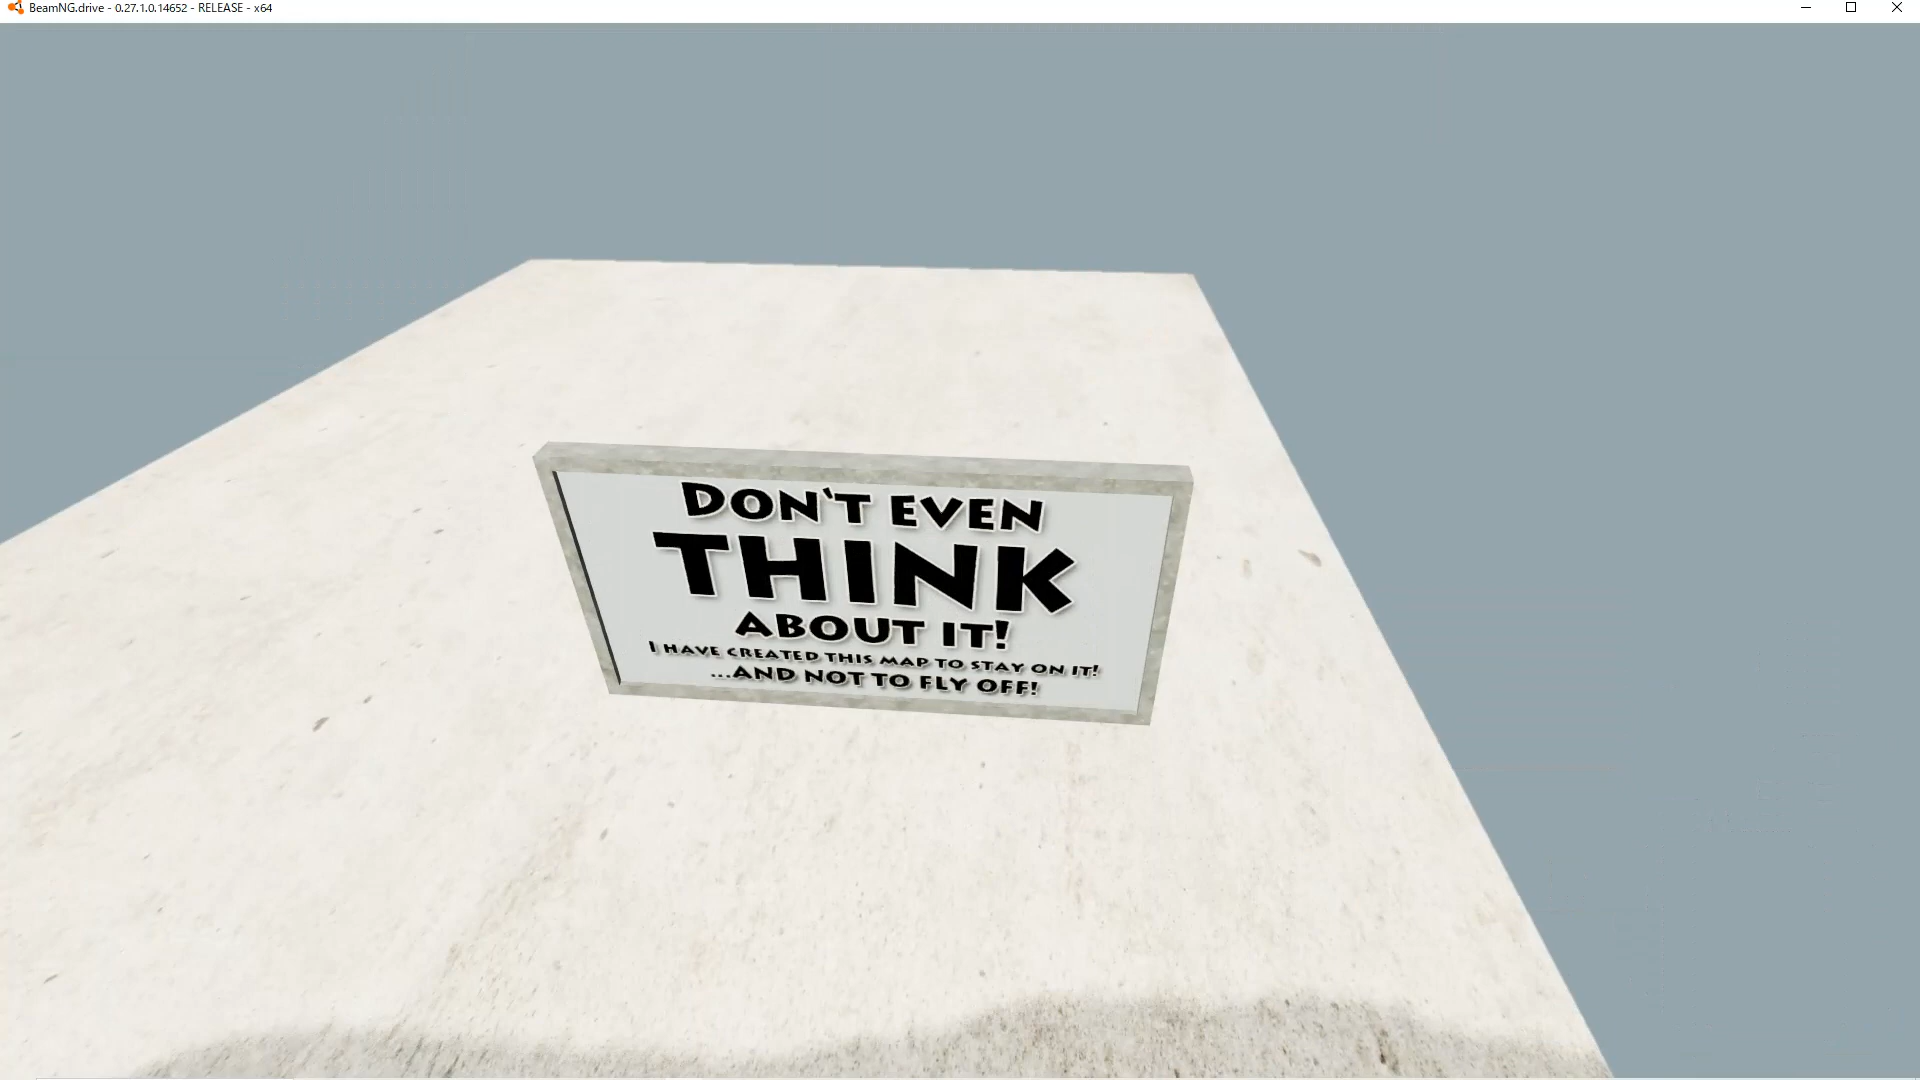 BeamNG.drive - 0.27.1.0.14652 - RELEASE - x64
DON'T EVEN
THINK
ABOUT IT!
I HAVE CREATED THIS MAP TO STAY ON IT!
...AND NOT TO FLY OFF!